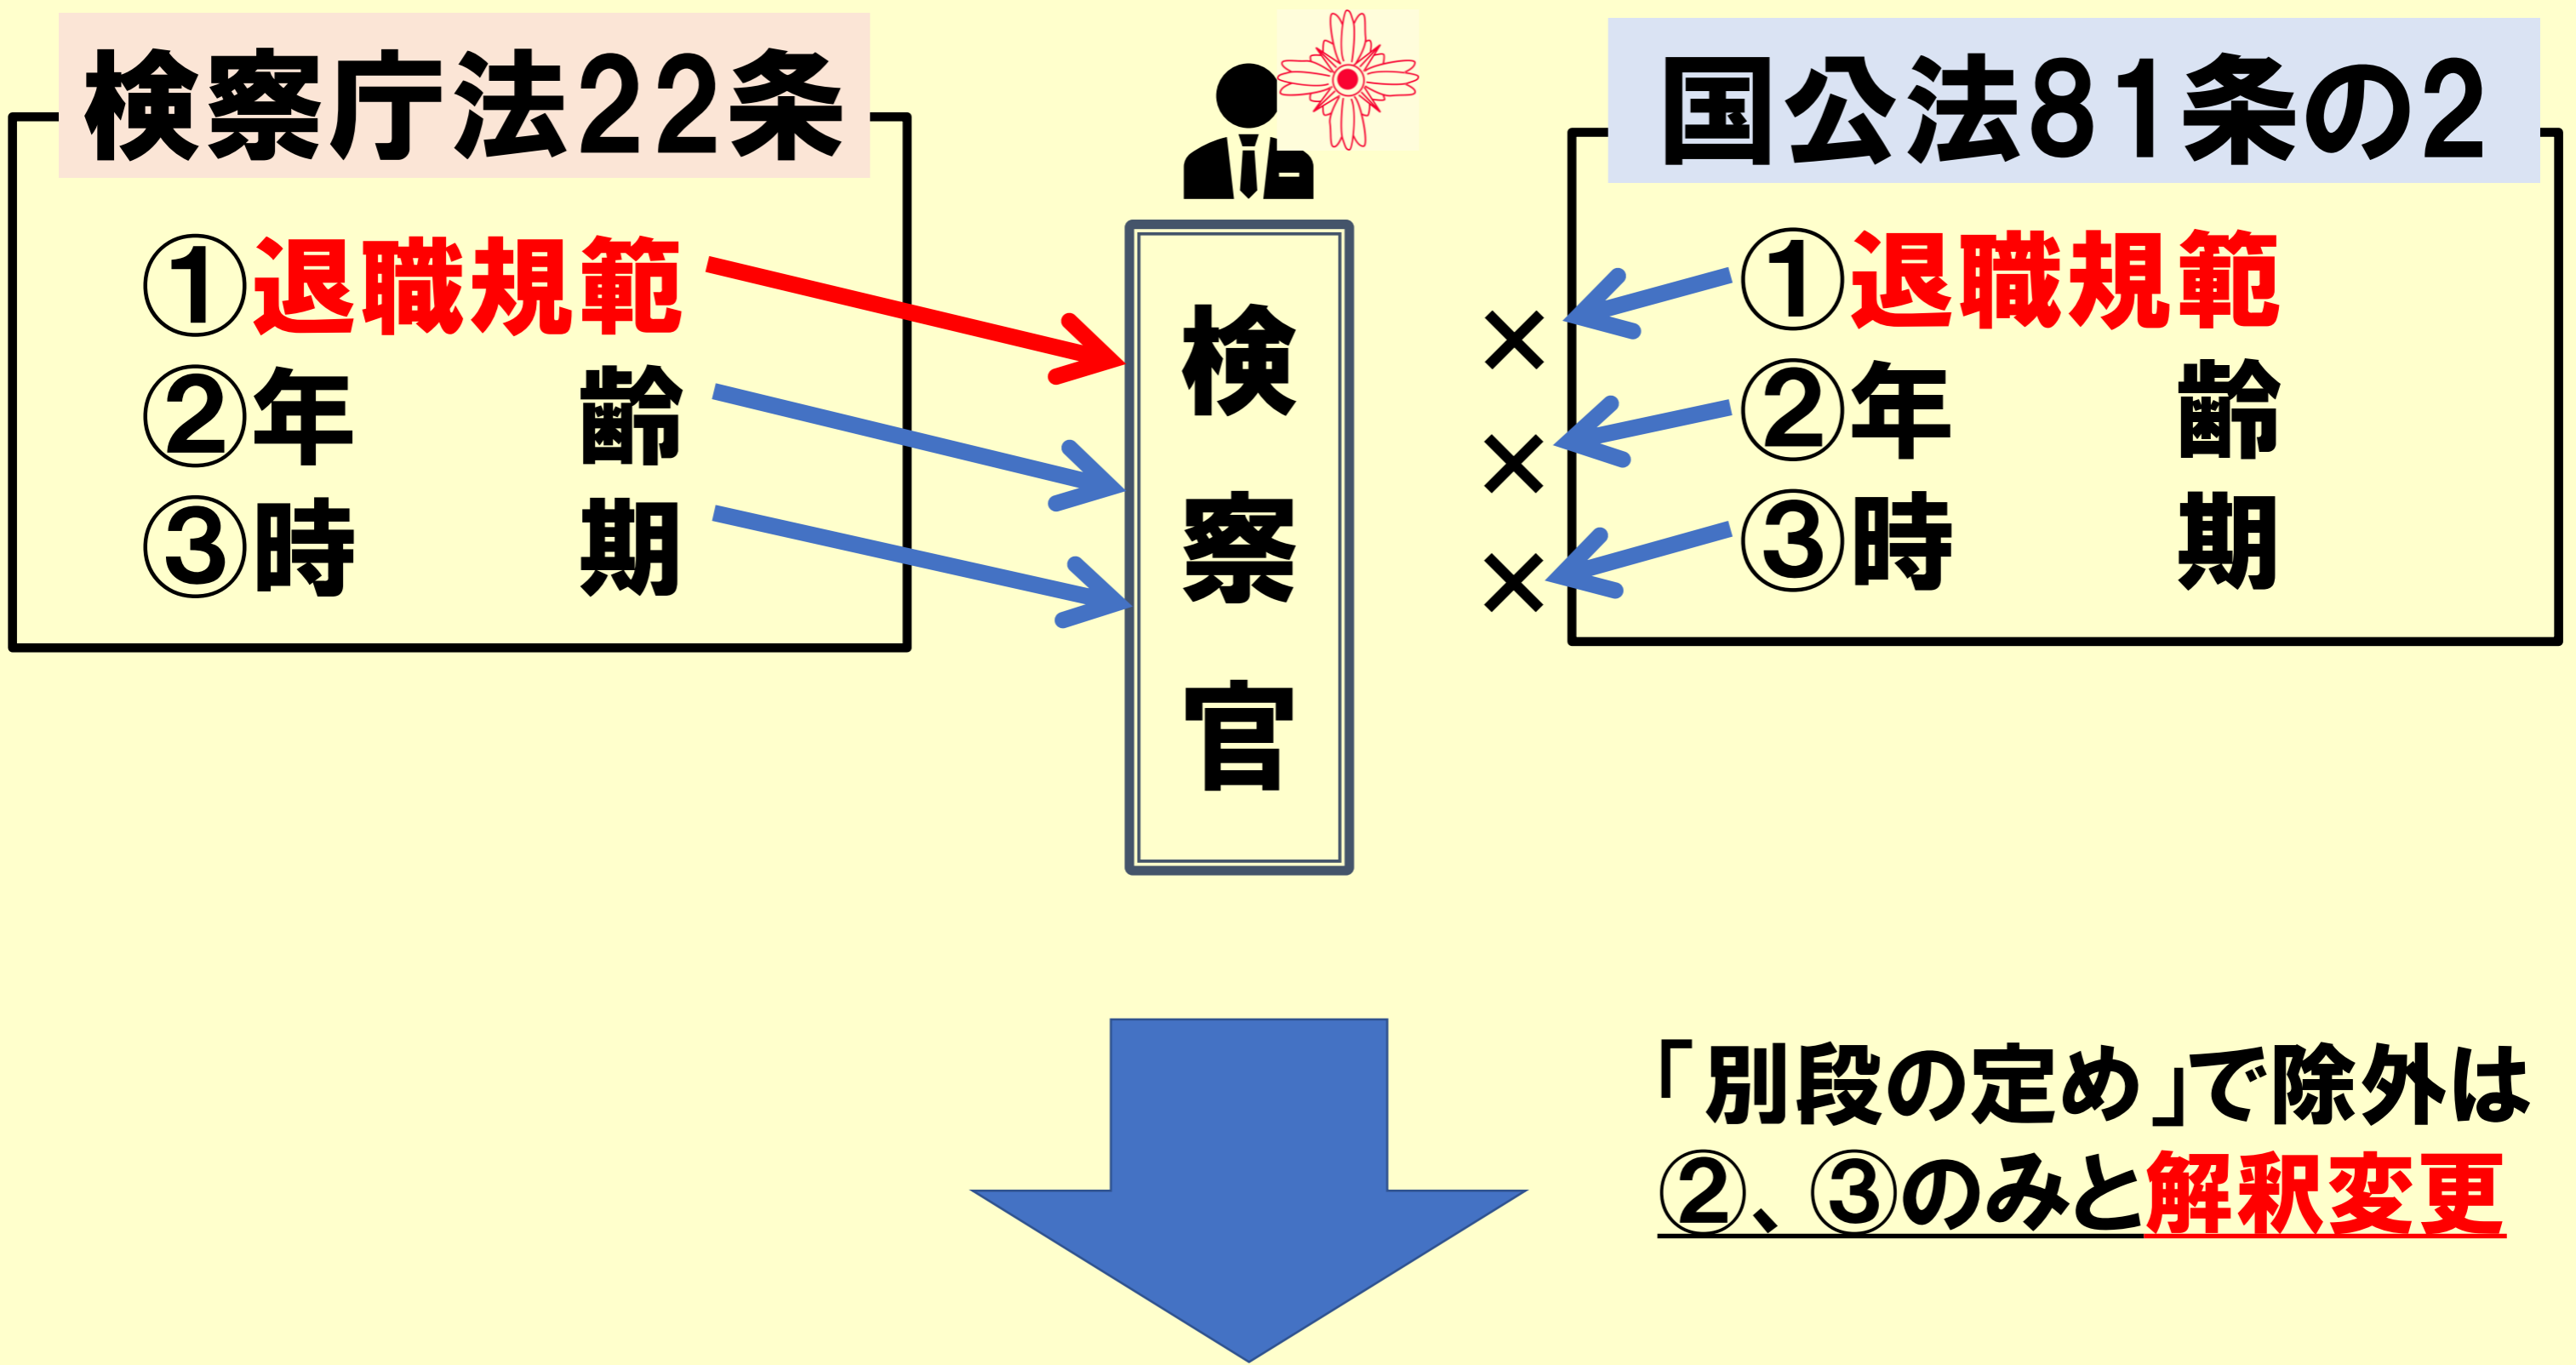 検察庁法22条
①退職規範
②年　　齢
③時　　期
検察官
国公法81条の2
①退職規範
②年　　齢
③時　　期
×
×
×
「別段の定め」で除外は
②、③のみと解釈変更